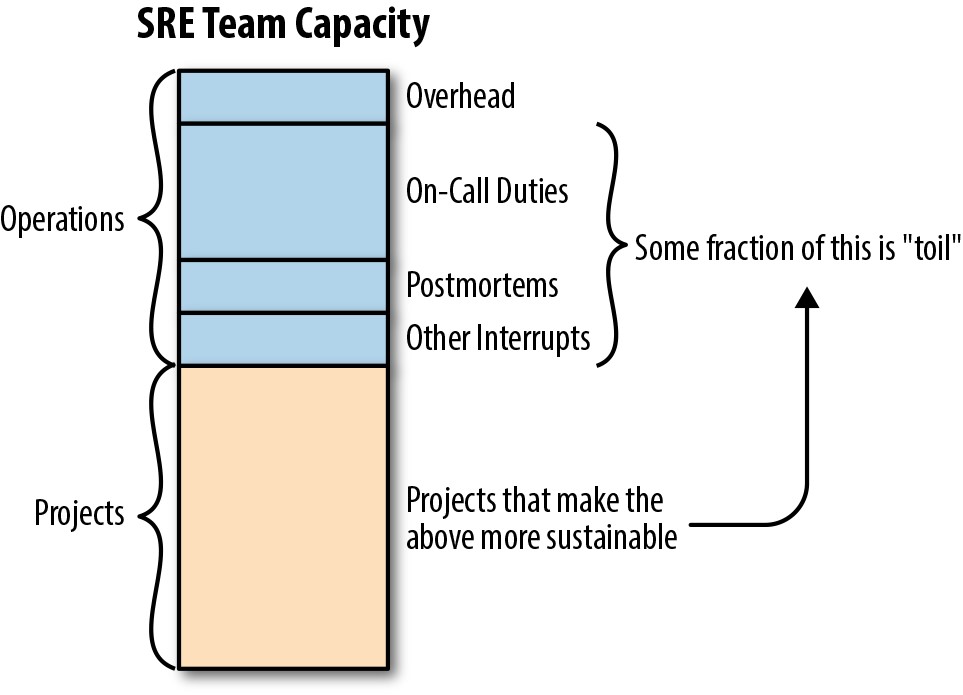 SRE Team Capacity
Overhead
On-Call Duties
Operations
Some fraction of this is "toil"
Postmortems
Other Interrupts
Projects
Projects that make the
above more sustainable